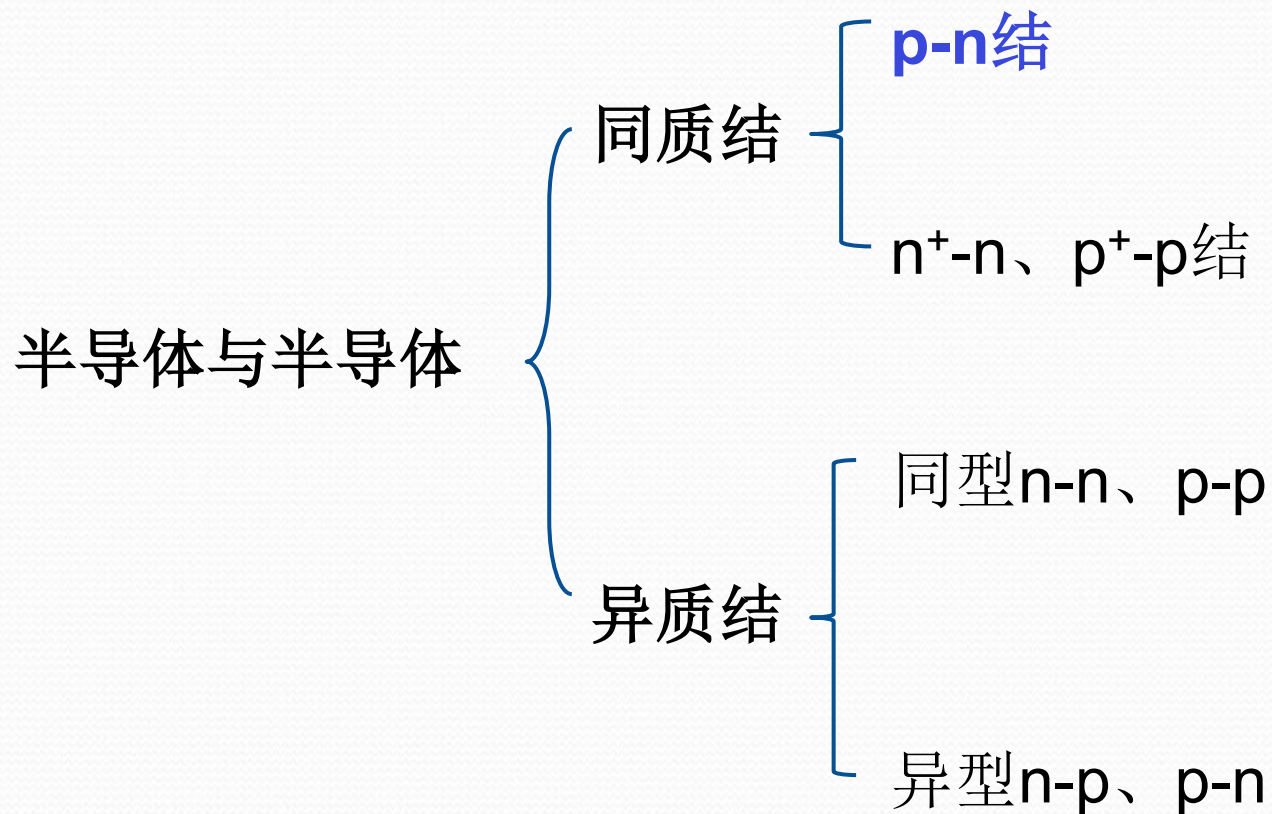 p-n结
同质结
n⁺-n、p⁺-p结
半导体与半导体
同型n-n、p-p
异质结
异型n-p、p-n